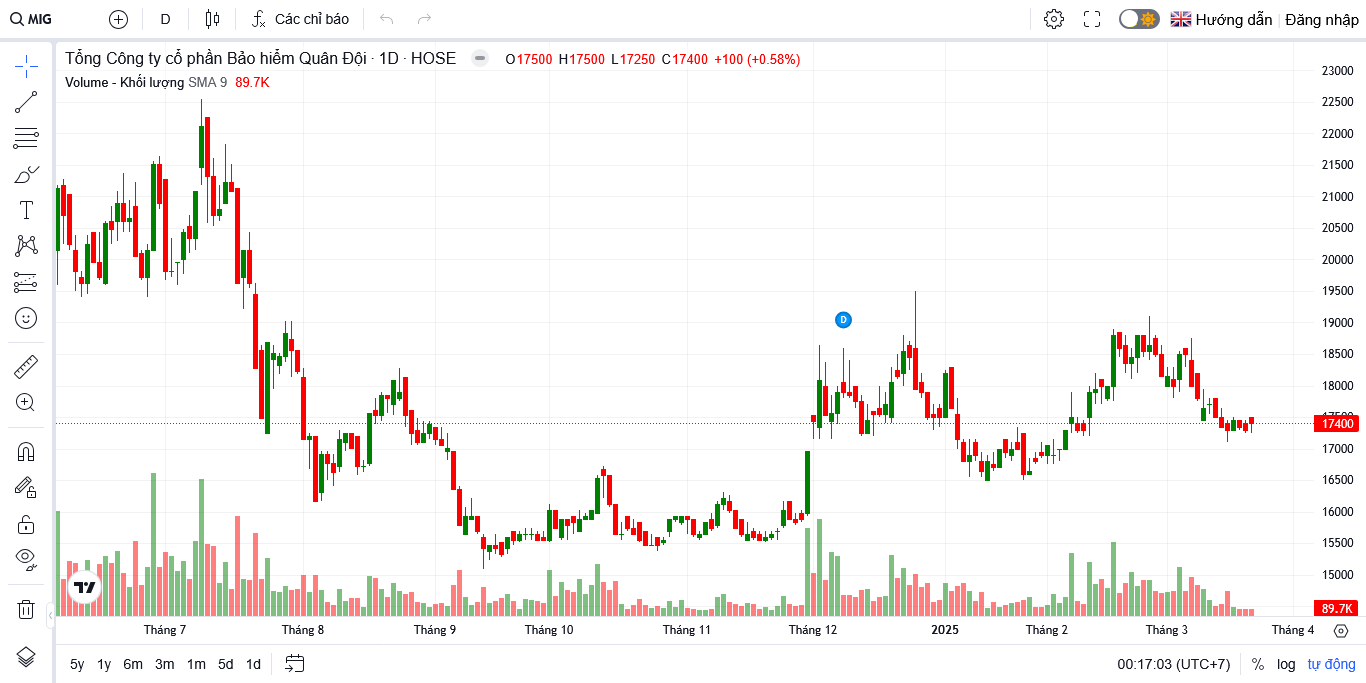 MIG D Các chỉ báo Hướng dẫn Đăng nhập
Tổng Công ty cổ phần Bảo hiểm Quân Đội · 1D · HOSE O17500 H17500 L17250 C17400 +100 (+0.58%)
Volume - Khối lượng SMA 9 89.7K
23000
22500
22000
21500
21000
20500
20000
19500
19000
D
18500
18000
17500
17400
17000
16500
16000
15500
15000
89.7K
Tháng 7 Tháng 8 Tháng 9 Tháng 10 Tháng 11 Tháng 12 2025 Tháng 2 Tháng 3 Tháng 4
5y 1y 6m 3m 1m 5d 1d 00:17:03 (UTC+7) % log tự động